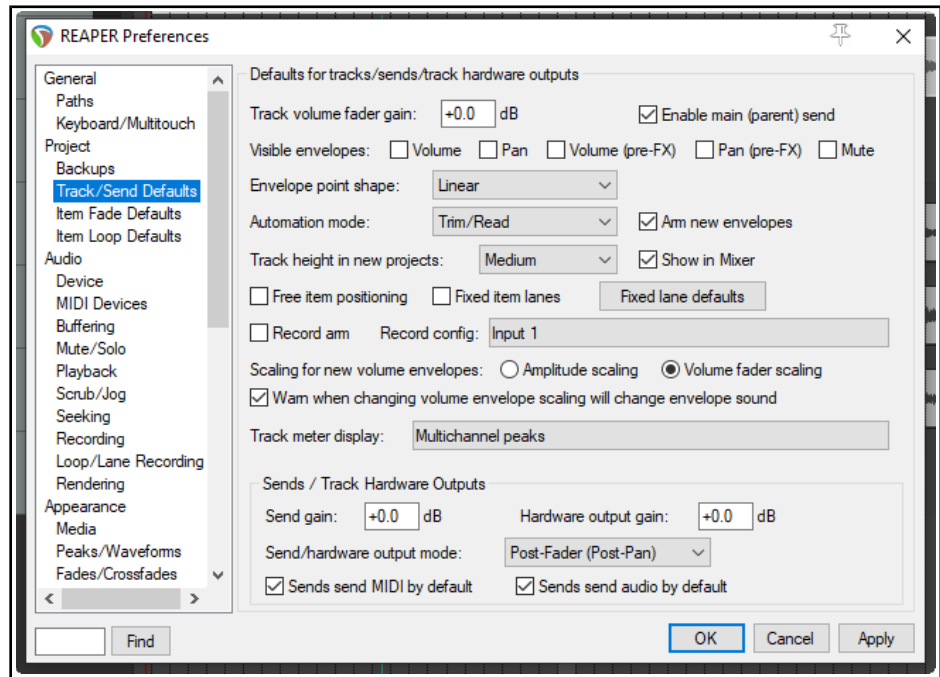 REAPER Preferences
General
Paths
Keyboard/Multitouch
Project
Backups
Track/Send Defaults
Item Fade Defaults
Item Loop Defaults
Audio
Device
MIDI Devices
Buffering
Mute/Solo
Playback
Scrub/Jog
Seeking
Recording
Loop/Lane Recording
Rendering
Appearance
Media
Peaks/Waveforms
Fades/Crossfades
Find
Defaults for tracks/sends/track hardware outputs
Track volume fader gain: +0.0 dB Enable main (parent) send
Visible envelopes: Volume Pan Volume (pre-FX) Pan (pre-FX) Mute
Envelope point shape: Linear
Automation mode: Trim/Read Arm new envelopes
Track height in new projects: Medium Show in Mixer
Free item positioning Fixed item lanes Fixed lane defaults
Record arm Record config: Input 1
Scaling for new volume envelopes: Amplitude scaling Volume fader scaling
Warn when changing volume envelope scaling will change envelope sound
Track meter display: Multichannel peaks
Sends / Track Hardware Outputs
Send gain: +0.0 dB Hardware output gain: +0.0 dB
Send/hardware output mode: Post-Fader (Post-Pan)
Sends send MIDI by default Sends send audio by default
OK Cancel Apply